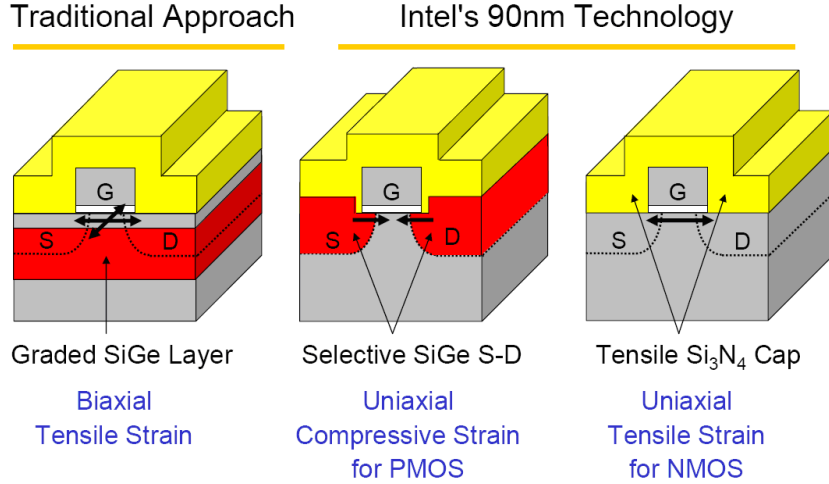 Traditional Approach
Intel's 90nm Technology
G
S
D
G
S
D
G
S
D
Graded SiGe Layer
Selective SiGe S-D
Tensile Si₃N₄ Cap
Biaxial
Tensile Strain
Uniaxial
Compressive Strain
for PMOS
Uniaxial
Tensile Strain
for NMOS